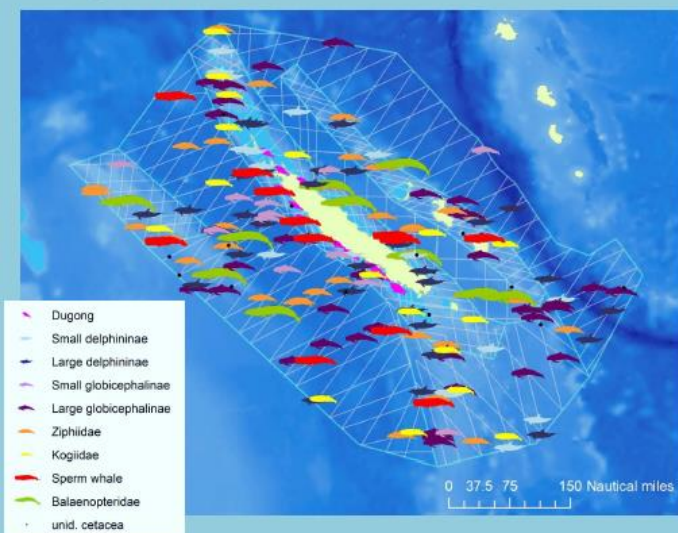 Dugong
Small delphininae
Large delphininae
Small globicephalinae
Large globicephalinae
Ziphiidae
Kogiidae
Sperm whale
Balaenopteridae
unid. cetacea
0 37.5 75 150 Nautical miles